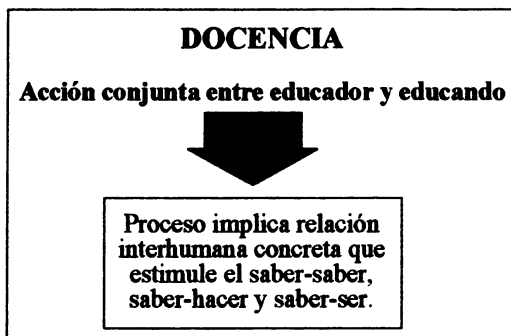 DOCENCIA
Acción conjunta entre educador y educando
Proceso implica relación
interhumana concreta que
estimule el saber-saber,
saber-hacer y saber-ser.